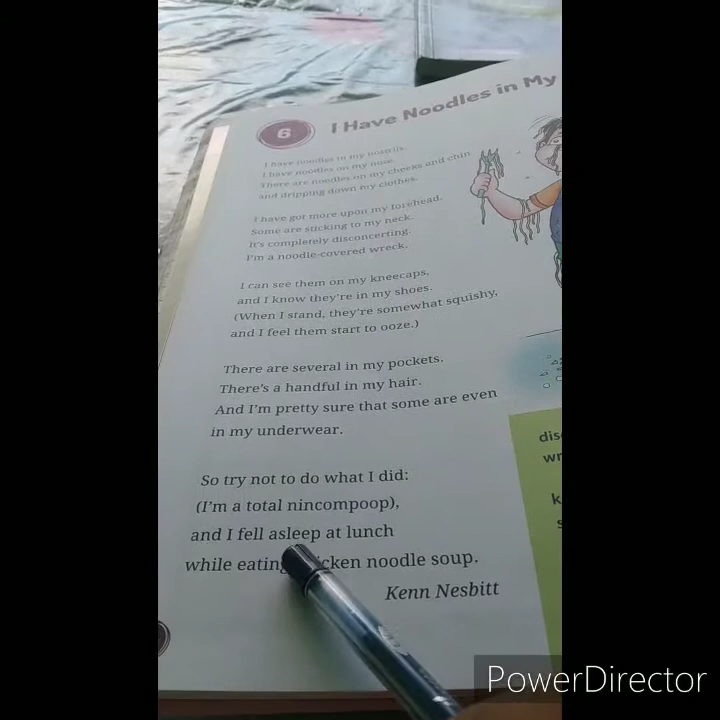 6
I Have Noodles in My
I have noodles in my nostrils.
I have noodles on my nose.
There are noodles on my cheeks and chin
and dripping down my clothes.
I have got more upon my forehead.
Some are sticking to my neck.
It's completely disconcerting.
I'm a noodle-covered wreck.
I can see them on my kneecaps,
and I know they're in my shoes.
(When I stand, they're somewhat squishy,
and I feel them start to ooze.)
There are several in my pockets.
There's a handful in my hair.
And I'm pretty sure that some are even
in my underwear.
So try not to do what I did:
(I'm a total nincompoop),
and I fell asleep at lunch
while eating chicken noodle soup.
Kenn Nesbitt
PowerDirector